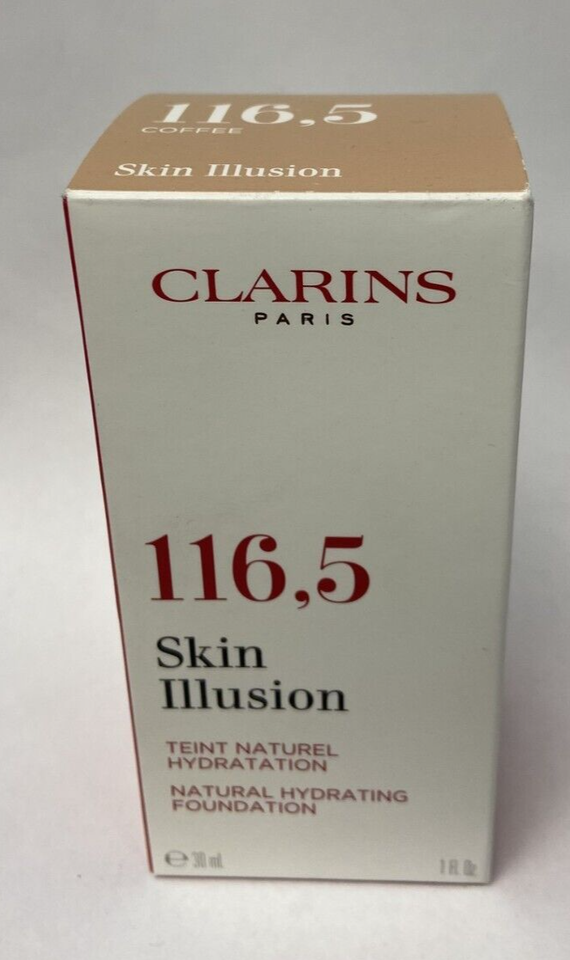 116,5
COFFEE
Skin Illusion
CLARINS
PARIS
116,5
Skin
Illusion
TEINT NATUREL
HYDRATATION
NATURAL HYDRATING
FOUNDATION
℮ 30 ml 1 Fl. Oz.